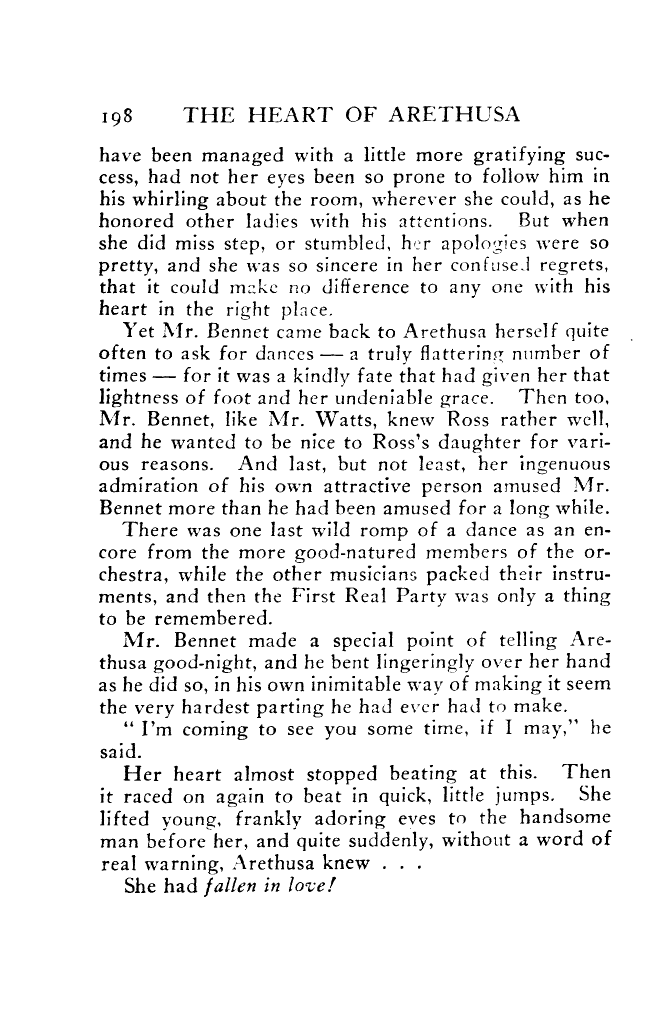 198 THE HEART OF ARETHUSA
have been managed with a little more gratifying suc-
cess, had not her eyes been so prone to follow him in
his whirling about the room, wherever she could, as he
honored other ladies with his attentions. But when
she did miss step, or stumbled, her apologies were so
pretty, and she was so sincere in her confused regrets,
that it could make no difference to any one with his
heart in the right place.
Yet Mr. Bennet came back to Arethusa herself quite
often to ask for dances — a truly flattering number of
times — for it was a kindly fate that had given her that
lightness of foot and her undeniable grace. Then too,
Mr. Bennet, like Mr. Watts, knew Ross rather well,
and he wanted to be nice to Ross's daughter for vari-
ous reasons. And last, but not least, her ingenuous
admiration of his own attractive person amused Mr.
Bennet more than he had been amused for a long while.
There was one last wild romp of a dance as an en-
core from the more good-natured members of the or-
chestra, while the other musicians packed their instru-
ments, and then the First Real Party was only a thing
to be remembered.
Mr. Bennet made a special point of telling Are-
thusa good-night, and he bent lingeringly over her hand
as he did so, in his own inimitable way of making it seem
the very hardest parting he had ever had to make.
" I'm coming to see you some time, if I may," he
said.
Her heart almost stopped beating at this. Then
it raced on again to beat in quick, little jumps. She
lifted young, frankly adoring eyes to the handsome
man before her, and quite suddenly, without a word of
real warning, Arethusa knew . . .
She had fallen in love!